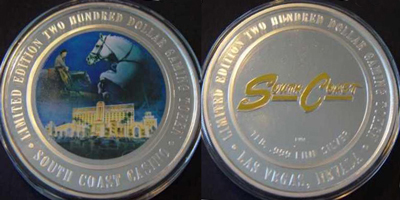 LIMITED EDITION TWO HUNDRED DOLLAR GAMING TOKEN
• SOUTH COAST CASINO •
LIMITED EDITION TWO HUNDRED DOLLAR GAMING TOKEN
South Coast
.999 FINE SILVER
• LAS VEGAS, NEVADA •